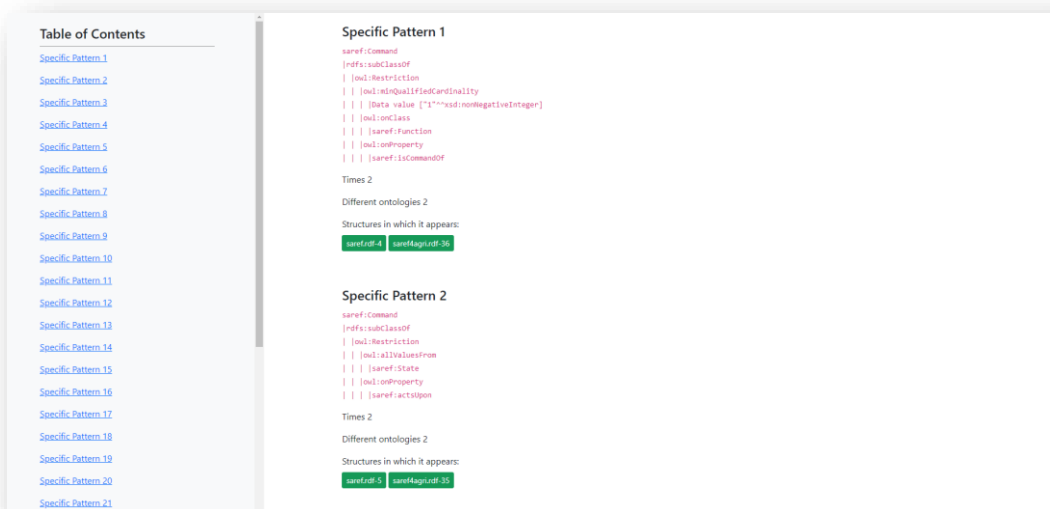 Table of Contents
Specific Pattern 1
Specific Pattern 2
Specific Pattern 3
Specific Pattern 4
Specific Pattern 5
Specific Pattern 6
Specific Pattern 7
Specific Pattern 8
Specific Pattern 9
Specific Pattern 10
Specific Pattern 11
Specific Pattern 12
Specific Pattern 13
Specific Pattern 14
Specific Pattern 15
Specific Pattern 16
Specific Pattern 17
Specific Pattern 18
Specific Pattern 19
Specific Pattern 20
Specific Pattern 21
Specific Pattern 1
saref:Command
|rdfs:subClassOf
| |owl:Restriction
| | |owl:minQualifiedCardinality
| | | |Data value ["1"^^xsd:nonNegativeInteger]
| | |owl:onClass
| | | |saref:Function
| | |owl:onProperty
| | | |saref:isCommandOf
Times 2
Different ontologies 2
Structures in which it appears:
saref.rdf-4 saref4agri.rdf-36
Specific Pattern 2
saref:Command
|rdfs:subClassOf
| |owl:Restriction
| | |owl:allValuesFrom
| | | |saref:State
| | |owl:onProperty
| | | |saref:actsUpon
Times 2
Different ontologies 2
Structures in which it appears:
saref.rdf-5 saref4agri.rdf-35